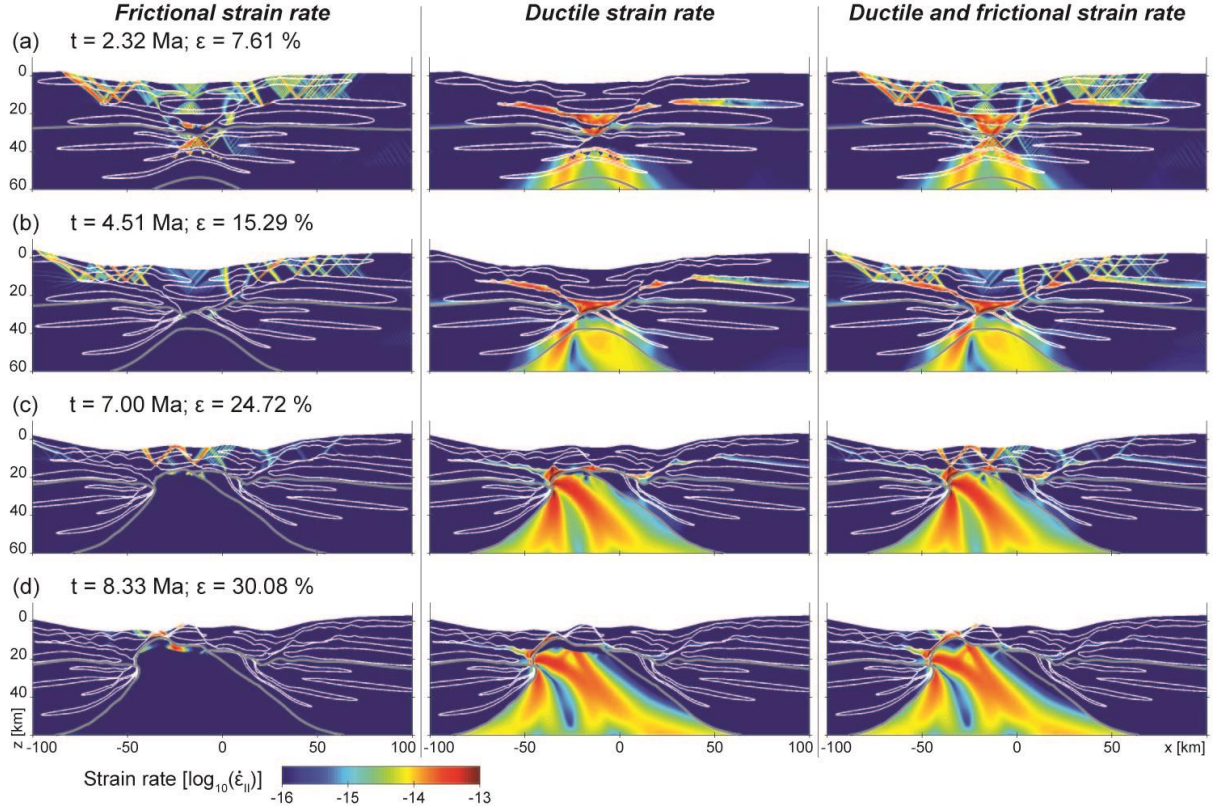 Frictional strain rate
Ductile strain rate
Ductile and frictional strain rate
(a) t = 2.32 Ma; ε = 7.61 %
0
20
40
60
(b) t = 4.51 Ma; ε = 15.29 %
0
20
40
60
(c) t = 7.00 Ma; ε = 24.72 %
0
20
40
60
(d) t = 8.33 Ma; ε = 30.08 %
0
20
40
z [km]
-100 -50 0 50 100 -100 -50 0 50 100 -100 -50 0 50 x [km]
Strain rate [log₁₀(ε̇II)]
-16 -15 -14 -13